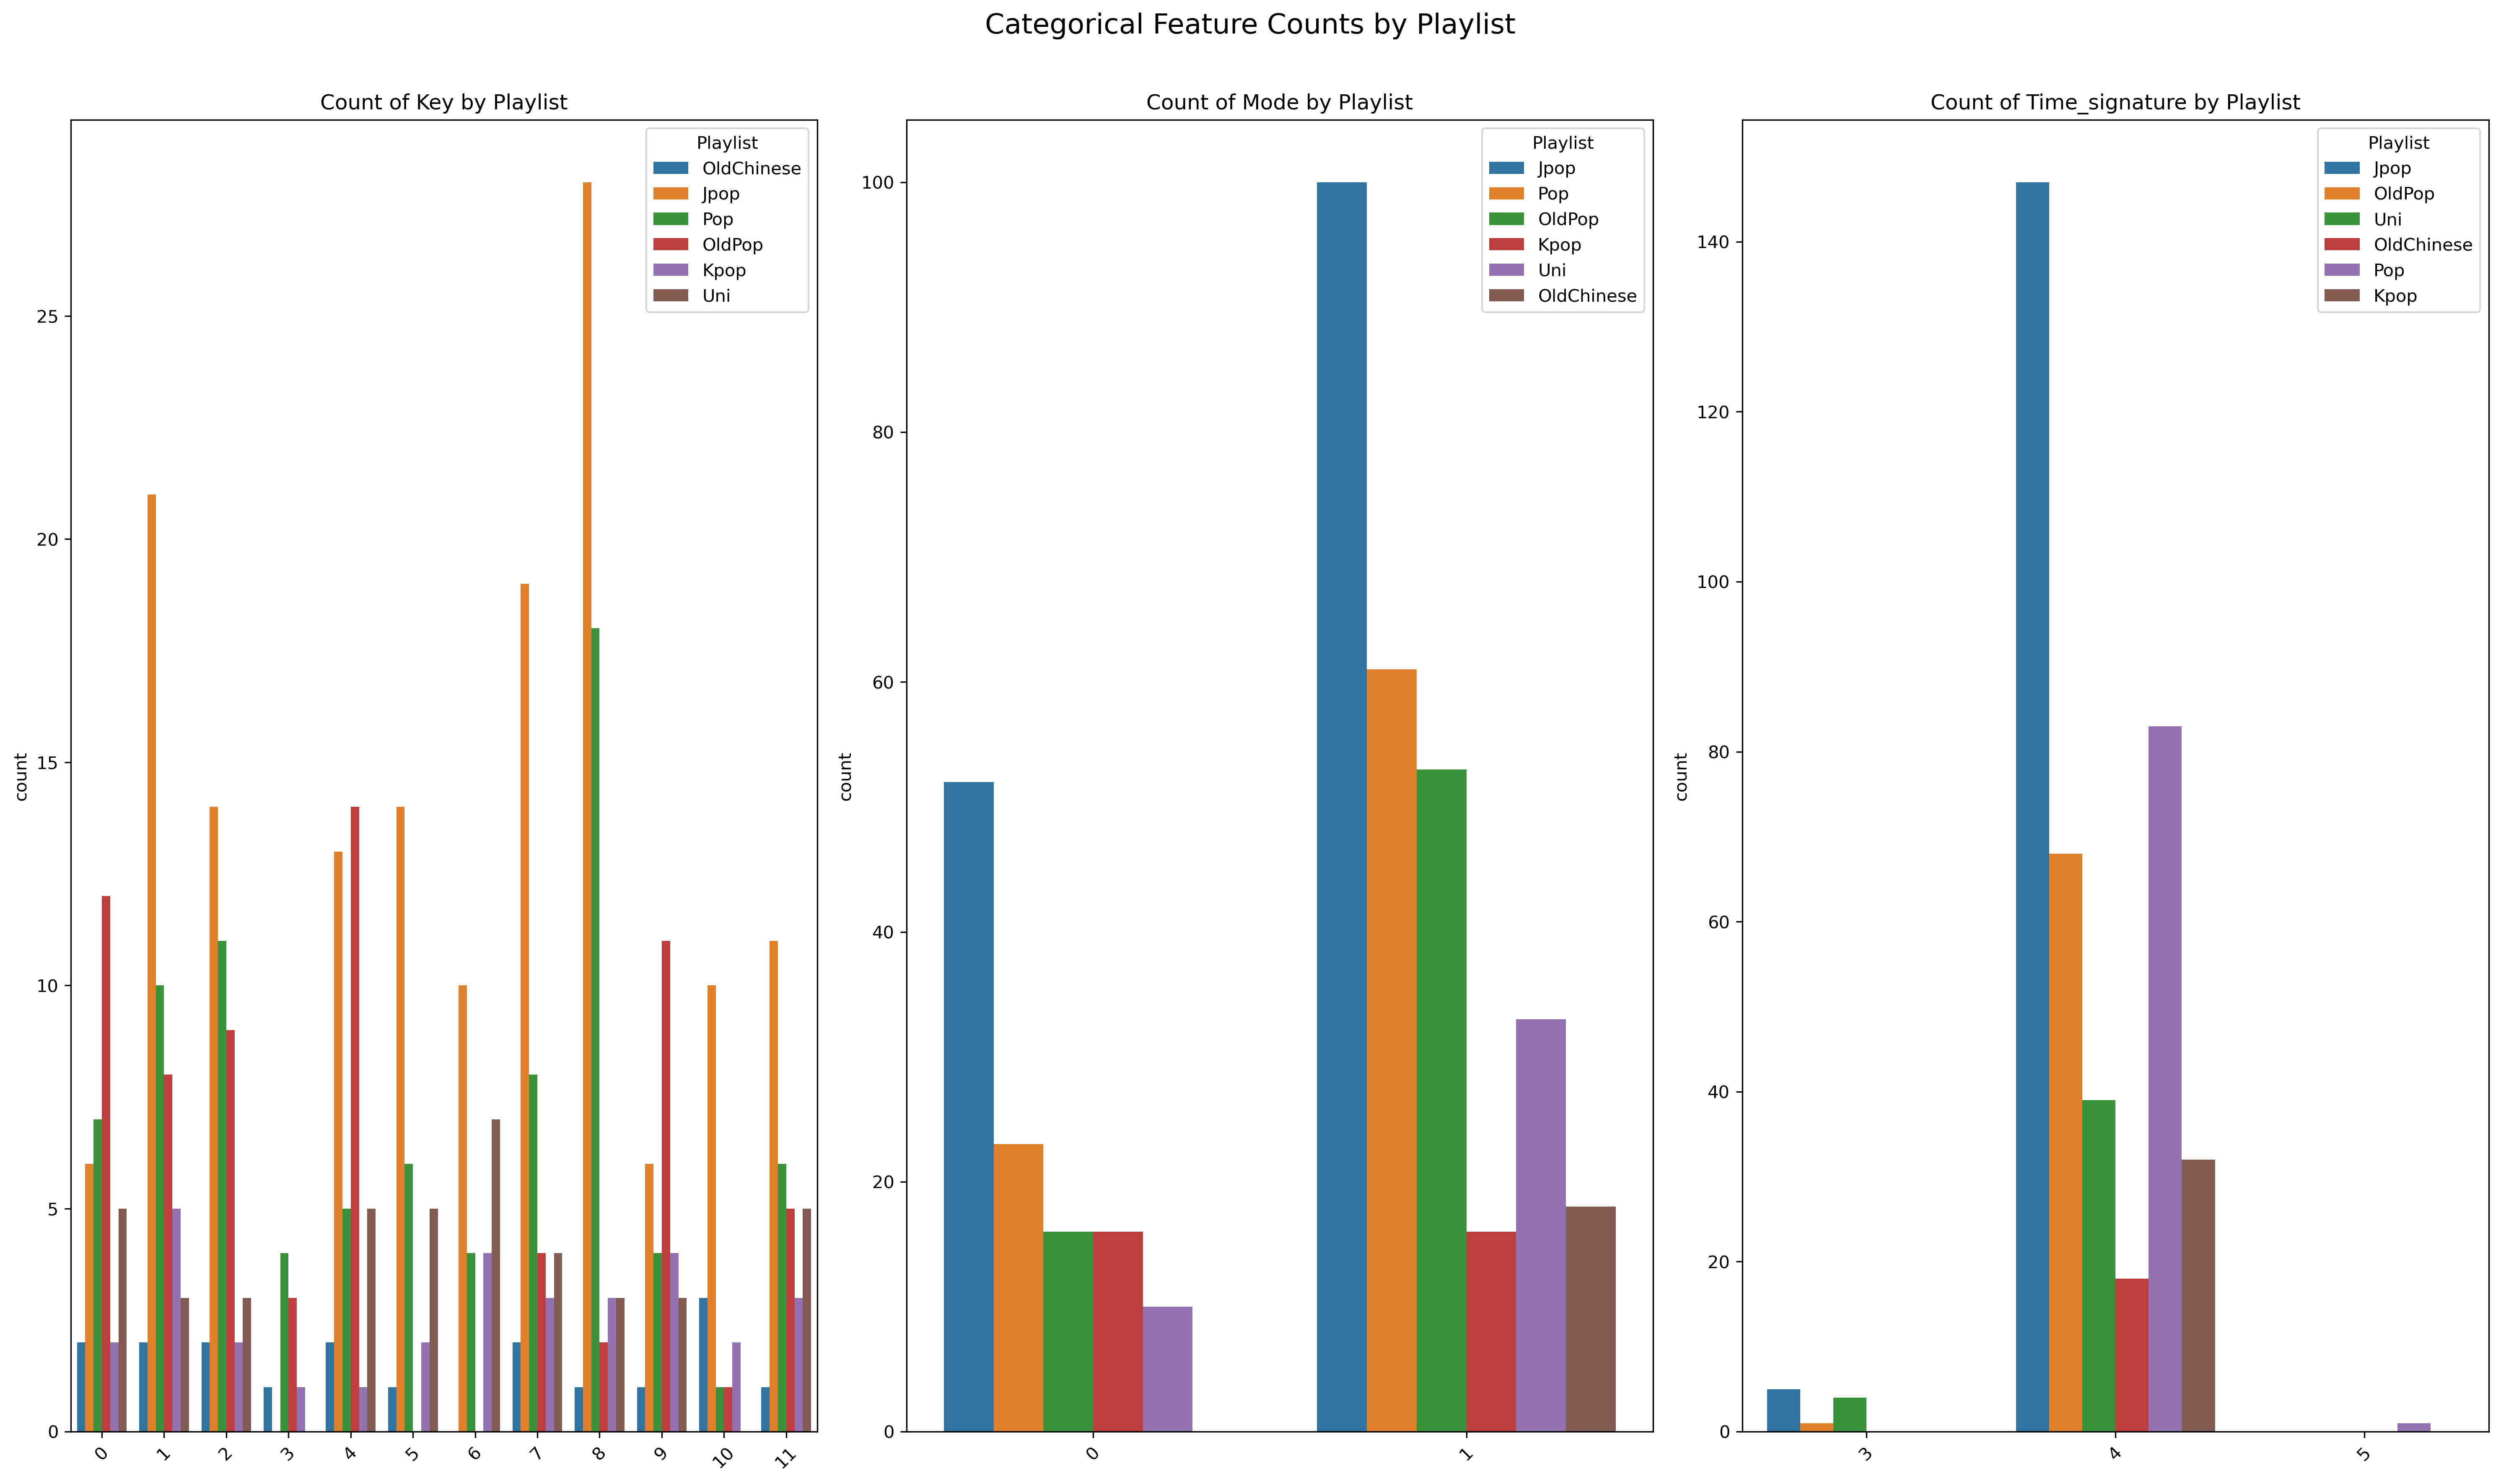 Categorical Feature Counts by Playlist
Count of Key by Playlist
Playlist
OldChinese
Jpop
Pop
OldPop
Kpop
Uni
count
25
20
15
10
5
0
0 1 2 3 4 5 6 7 8 9 10 11
Count of Mode by Playlist
Playlist
Jpop
Pop
OldPop
Kpop
Uni
OldChinese
count
100
80
60
40
20
0
0 1
Count of Time_signature by Playlist
Playlist
Jpop
OldPop
Uni
OldChinese
Pop
Kpop
count
140
120
100
80
60
40
20
0
3 4 5